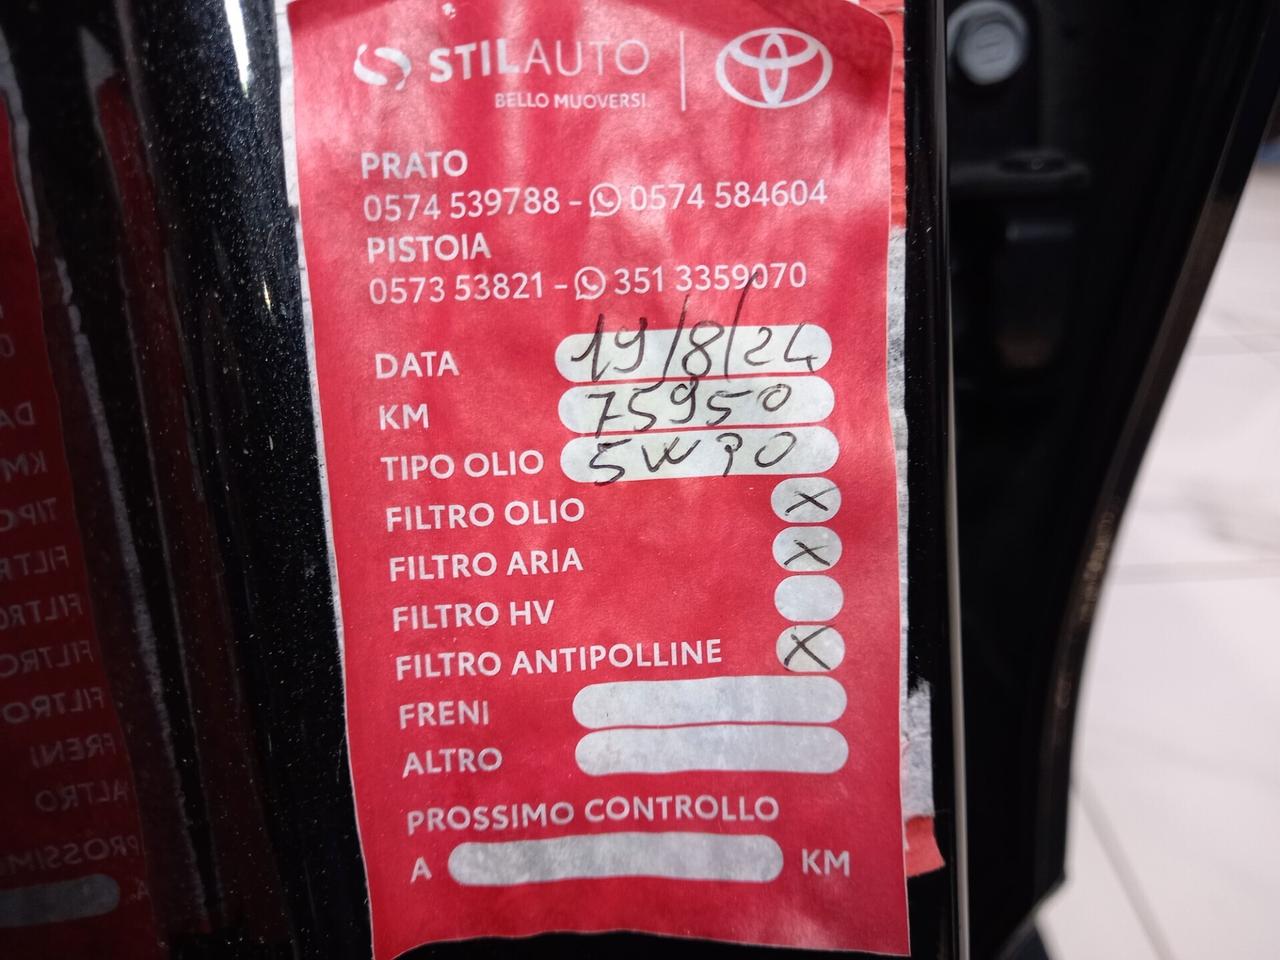 STILAUTO
BELLO MUOVERSI.
PRATO
0574 539788 - 0574 584604
PISTOIA
0573 53821 - 351 3359070
DATA 19/8/24
KM 75950
TIPO OLIO 5W30
FILTRO OLIO X
FILTRO ARIA X
FILTRO HV
FILTRO ANTIPOLLINE X
FRENI
ALTRO
PROSSIMO CONTROLLO
A KM